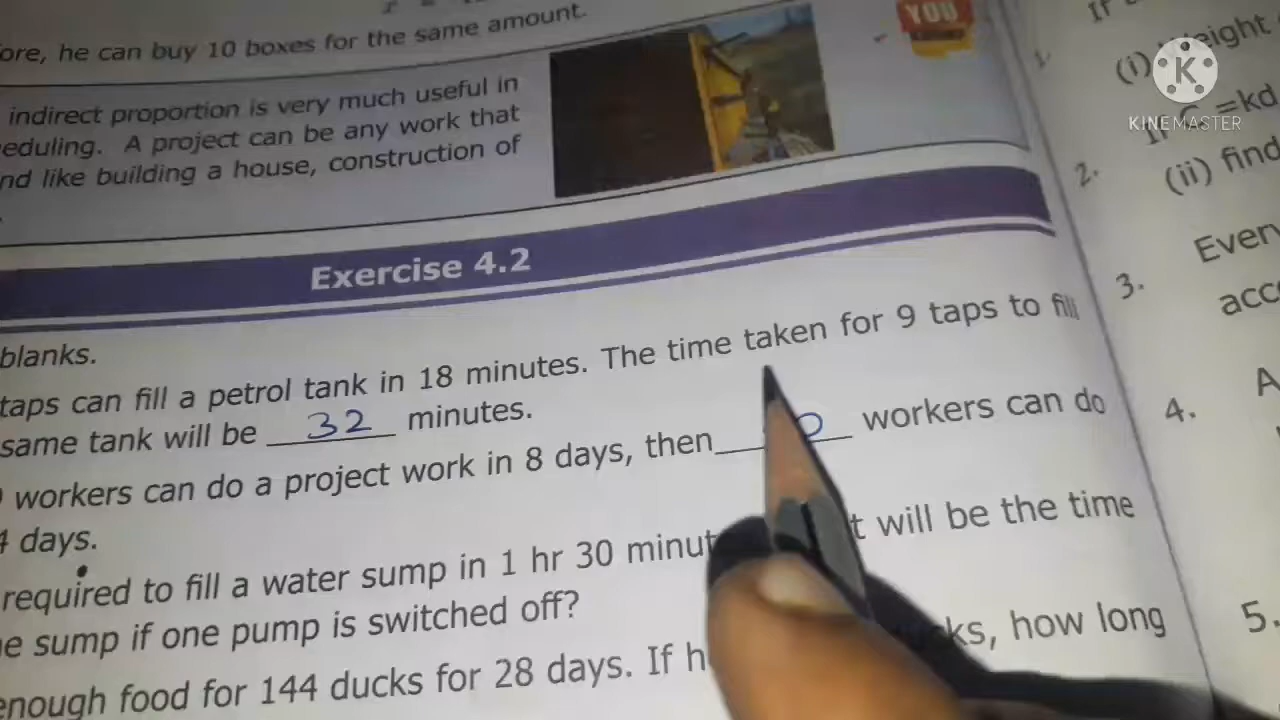 ore, he can buy 10 boxes for the same amount.
indirect proportion is very much useful in
eduling. A project can be any work that
nd like building a house, construction of
YOU
Exercise 4.2
blanks.
taps can fill a petrol tank in 18 minutes. The time taken for 9 taps to fill
same tank will be 32 minutes.
workers can do a project work in 8 days, then workers can do
4 days.
required to fill a water sump in 1 hr 30 minut t will be the time
e sump if one pump is switched off?
enough food for 144 ducks for 28 days. If h cks, how long
1.
(i)
2.
=kd
(ii) find
3.
Even
acc
4.
A
5.
K
KINEMASTER